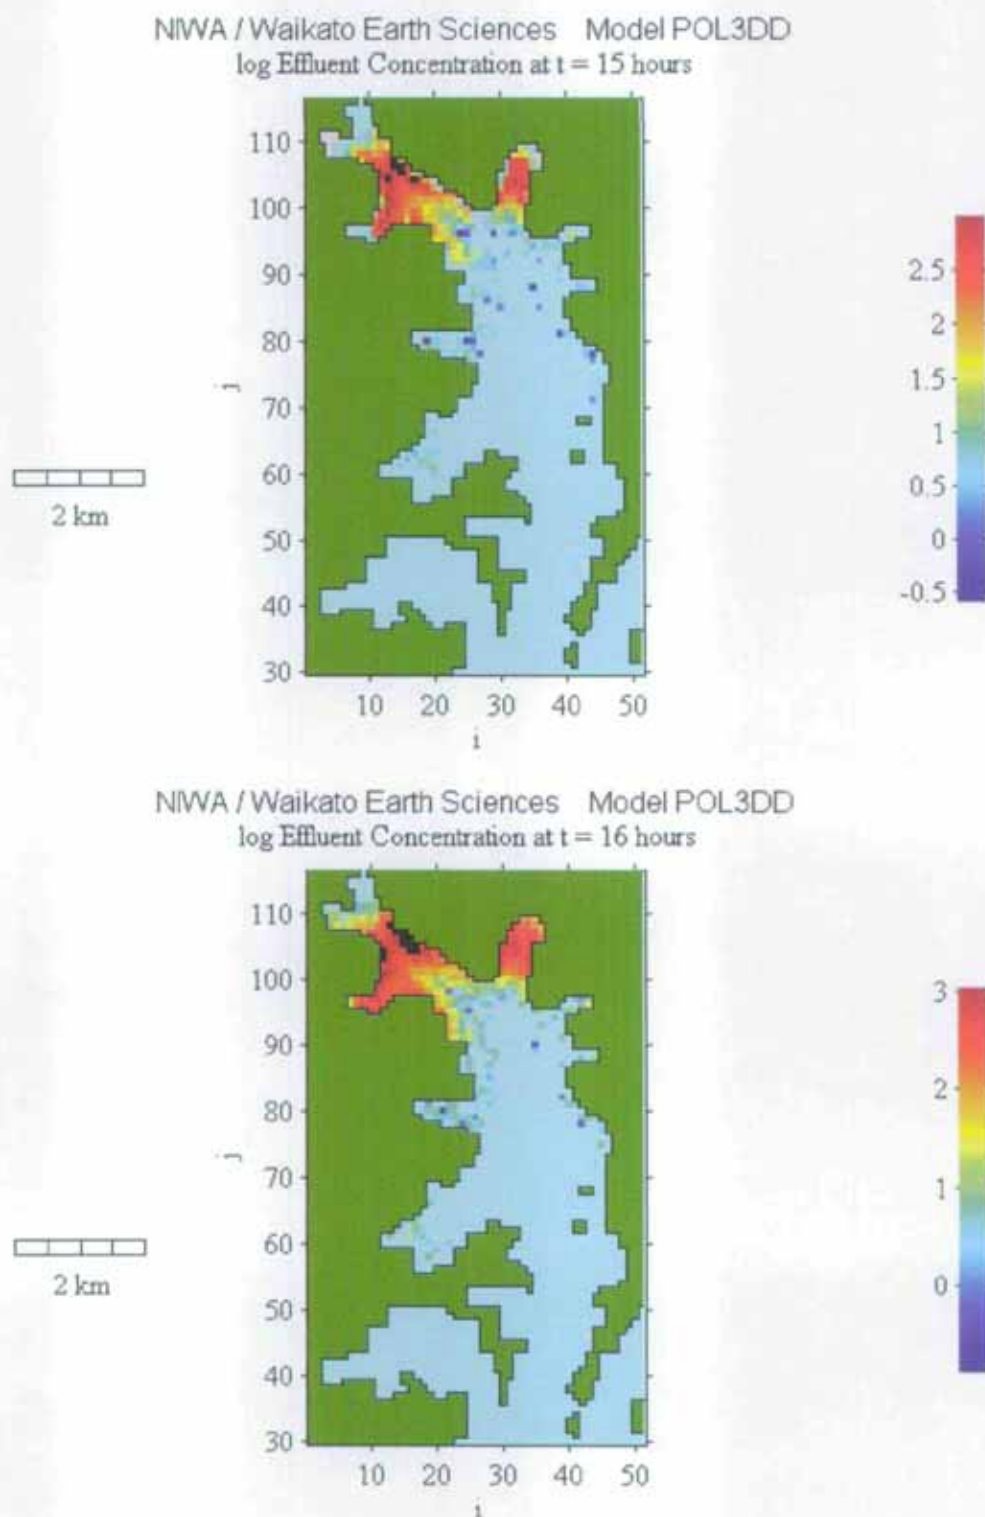 NIWA / Waikato Earth Sciences Model POL3DD
log Effluent Concentration at t = 15 hours
110
100
90
80
70
60
50
40
30
j
10 20 30 40 50
i
2 km
2.5
2
1.5
1
0.5
0
-0.5
NIWA / Waikato Earth Sciences Model POL3DD
log Effluent Concentration at t = 16 hours
110
100
90
80
70
60
50
40
30
j
10 20 30 40 50
i
2 km
3
2
1
0